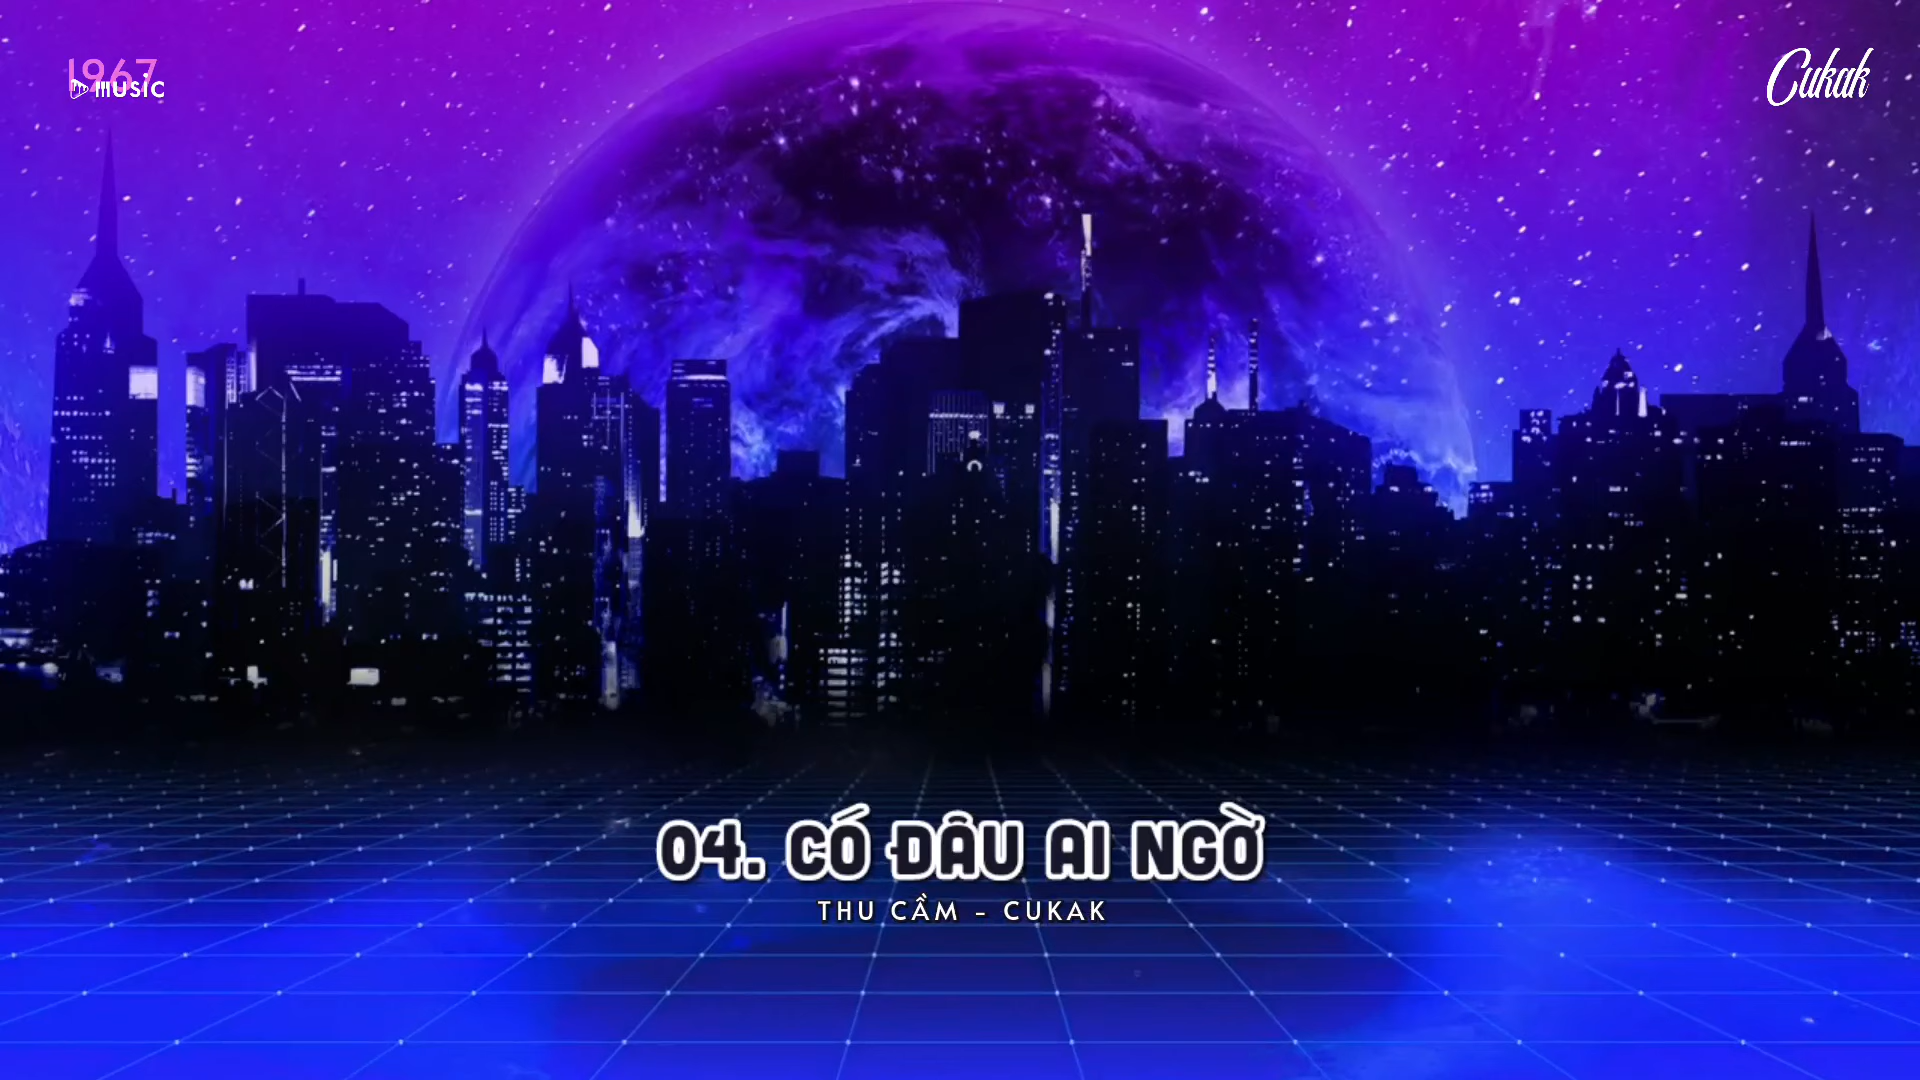 1967
music
Cukak
04. CÓ ĐÂU AI NGỜ
THU CẦM - CUKAK